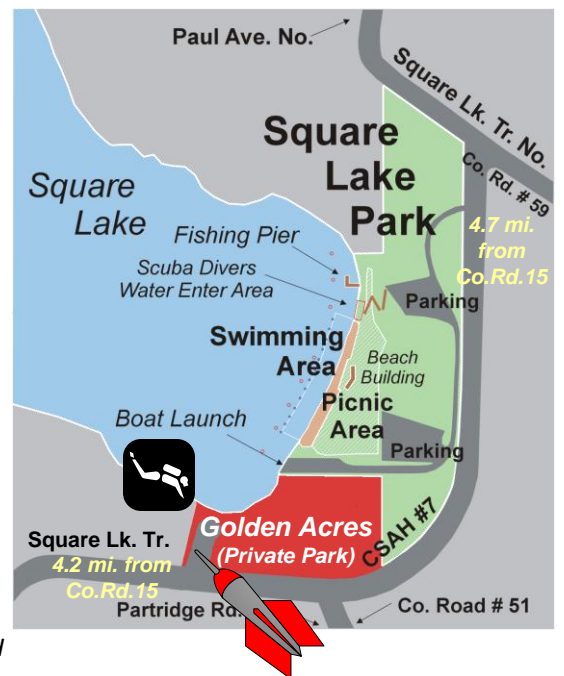 Paul Ave. No.
Square Lk. Tr. No.
Square
Lake
Park
Co. Rd. # 59
Square
Lake
4.7 mi.
from
Co.Rd.15
Fishing Pier
Scuba Divers
Water Enter Area
Parking
Swimming
Area
Beach
Building
Picnic
Area
Boat Launch
Parking
Golden Acres
(Private Park)
CSAH #7
Square Lk. Tr.
4.2 mi. from
Co.Rd.15
Partridge Rd.
Co. Road # 51